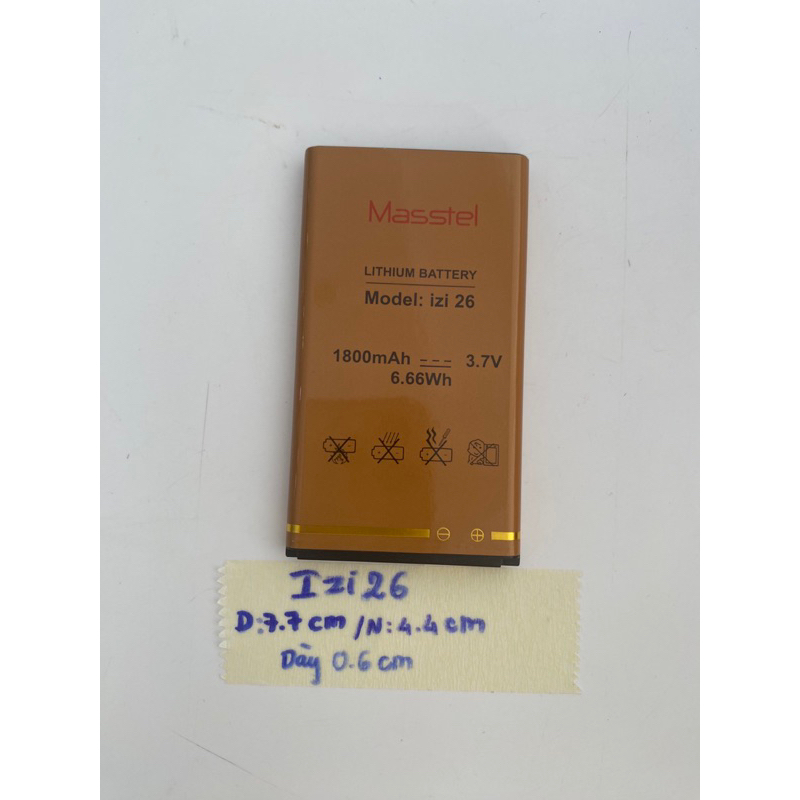 Masstel
LITHIUM BATTERY
Model: izi 26
1800mAh 3.7V
6.66Wh
Izi 26
D:7.7 cm /N:4.4 cm
Dày 0.6 cm